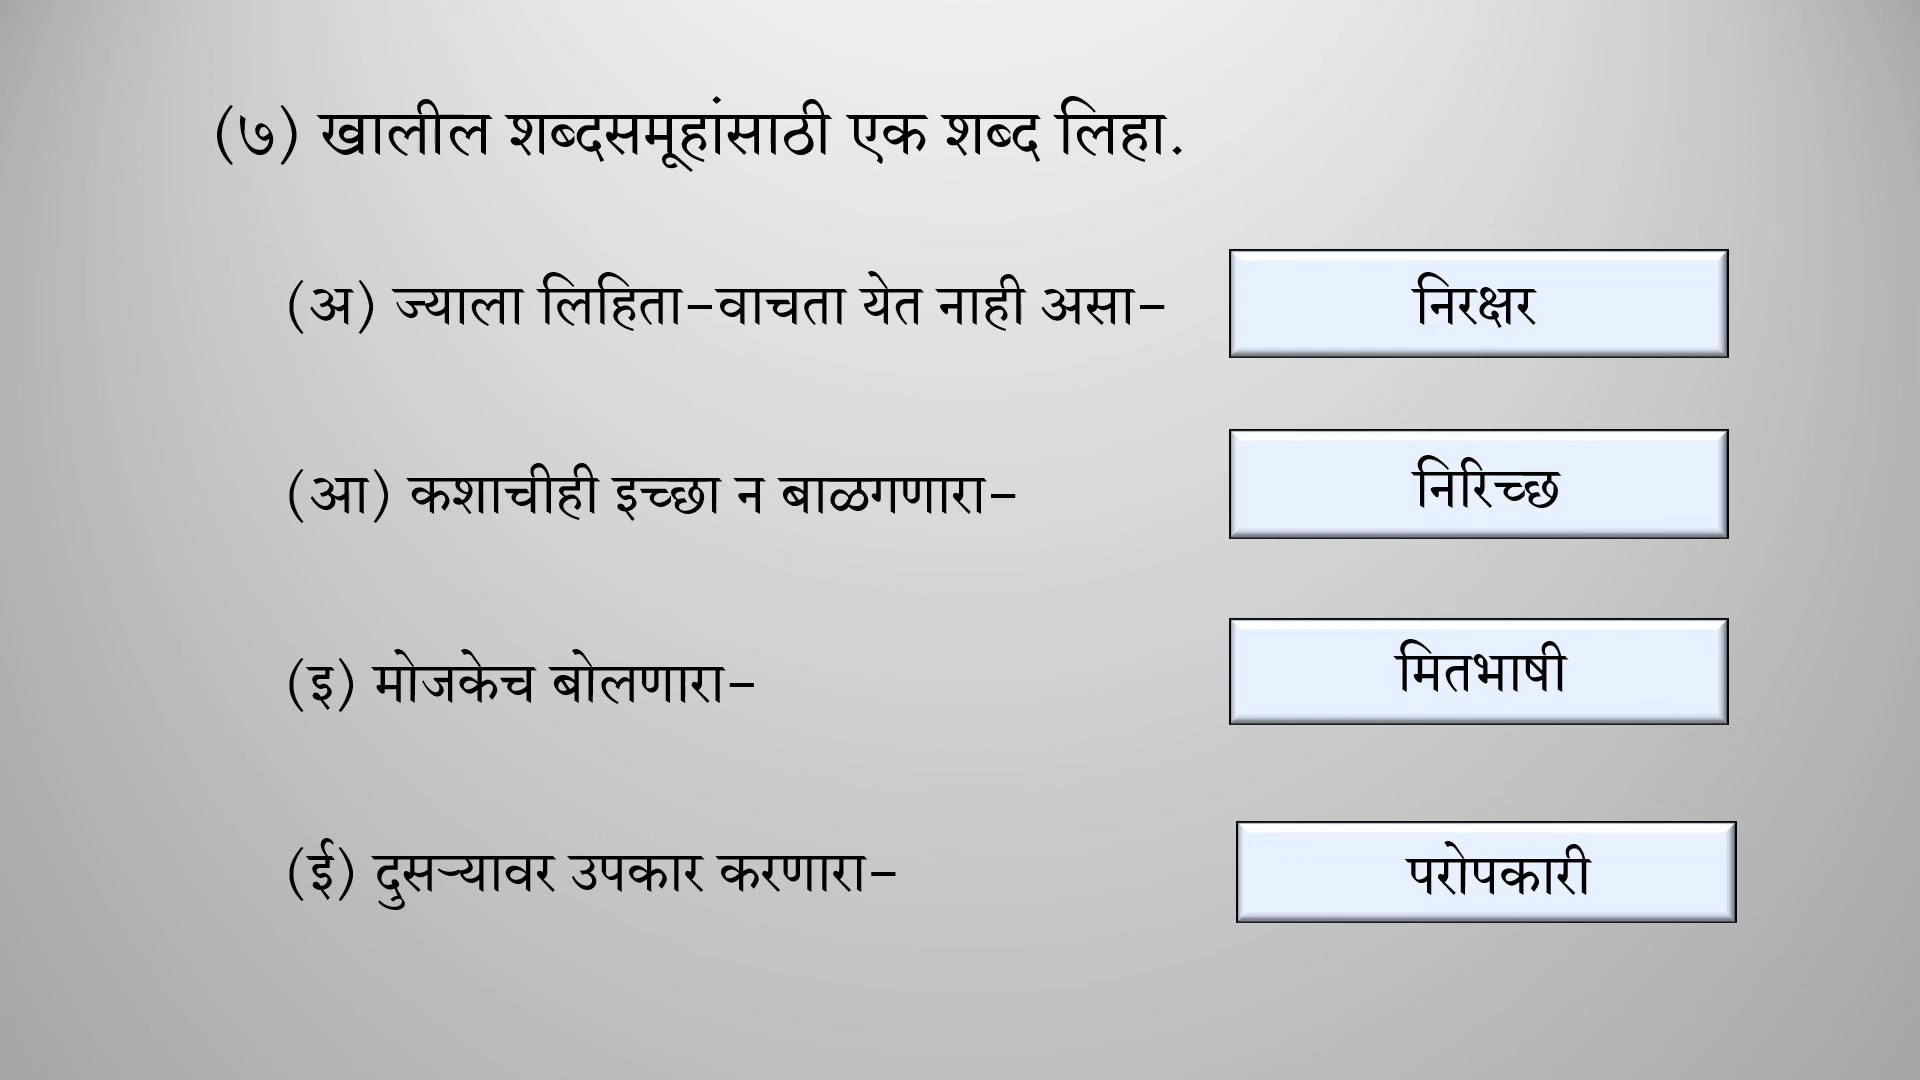 (७) खालील शब्दसमूहांसाठी एक शब्द लिहा.
(अ) ज्याला लिहिता-वाचता येत नाही असा- निरक्षर
(आ) कशाचीही इच्छा न बाळगणारा- निरिच्छ
(इ) मोजकेच बोलणारा- मितभाषी
(ई) दुसऱ्यावर उपकार करणारा- परोपकारी